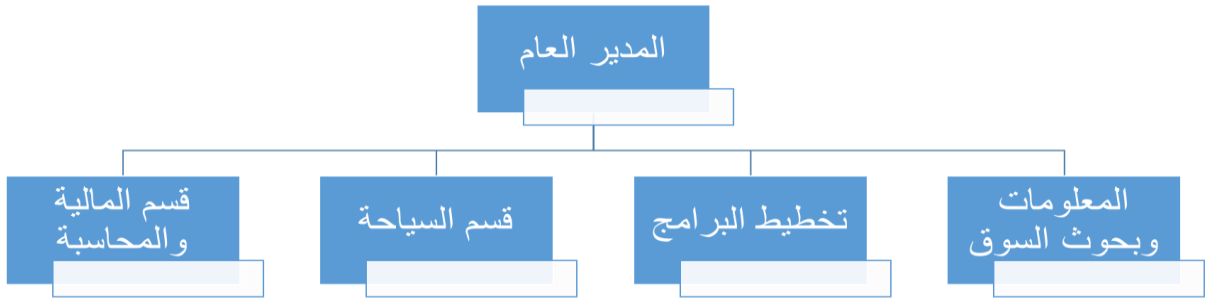 المدير العام
المعلومات
وبحوث السوق
تخطيط البرامج
قسم السياحة
قسم المالية
والمحاسبة